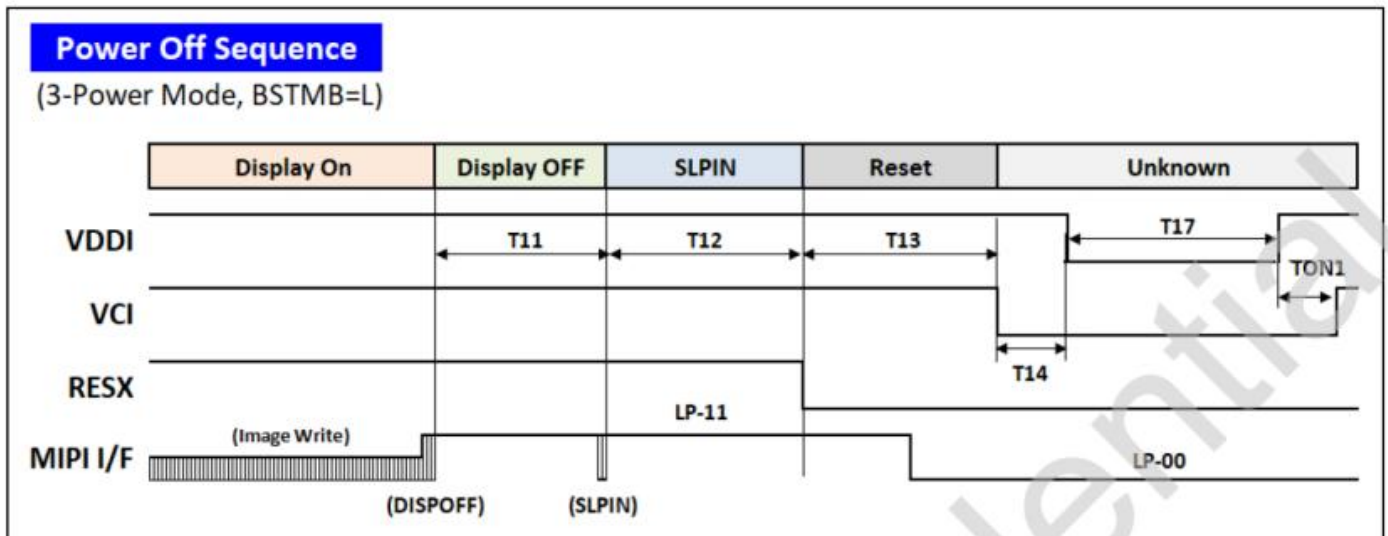 Power Off Sequence
(3-Power Mode, BSTMB=L)
Display On Display OFF SLPIN Reset Unknown
VDDI T11 T12 T13 T17
TON1
VCI
T14
RESX
LP-11
MIPI I/F (Image Write) LP-00
(DISPOFF) (SLPIN)